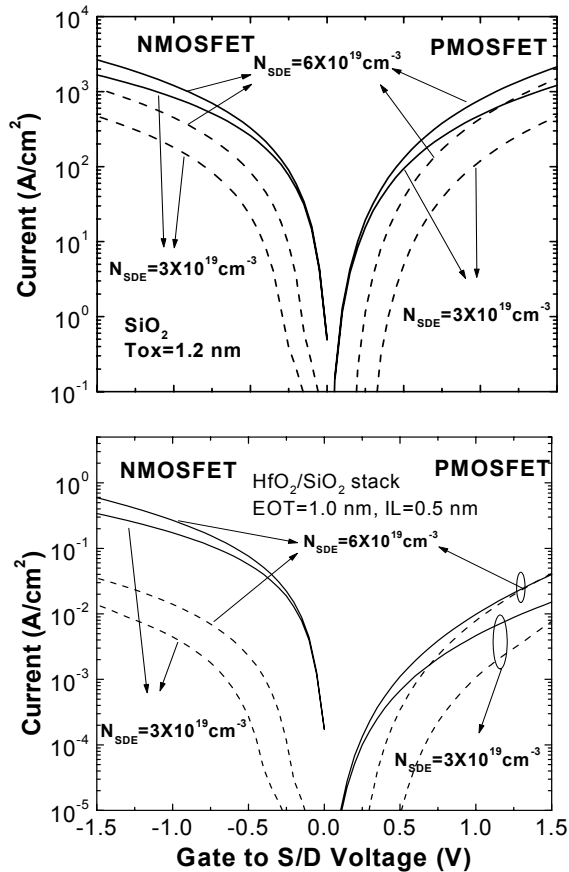 NMOSFET
PMOSFET
N_SDE=6X10^19cm^-3
N_SDE=3X10^19cm^-3
N_SDE=3X10^19cm^-3
SiO_2
Tox=1.2 nm
Current (A/cm^2)
10^4
10^3
10^2
10^1
10^0
10^-1
NMOSFET
PMOSFET
HfO_2/SiO_2 stack
EOT=1.0 nm, IL=0.5 nm
N_SDE=6X10^19cm^-3
N_SDE=3X10^19cm^-3
N_SDE=3X10^19cm^-3
Current (A/cm^2)
10^0
10^-1
10^-2
10^-3
10^-4
10^-5
-1.5 -1.0 -0.5 0.0 0.5 1.0 1.5
Gate to S/D Voltage (V)